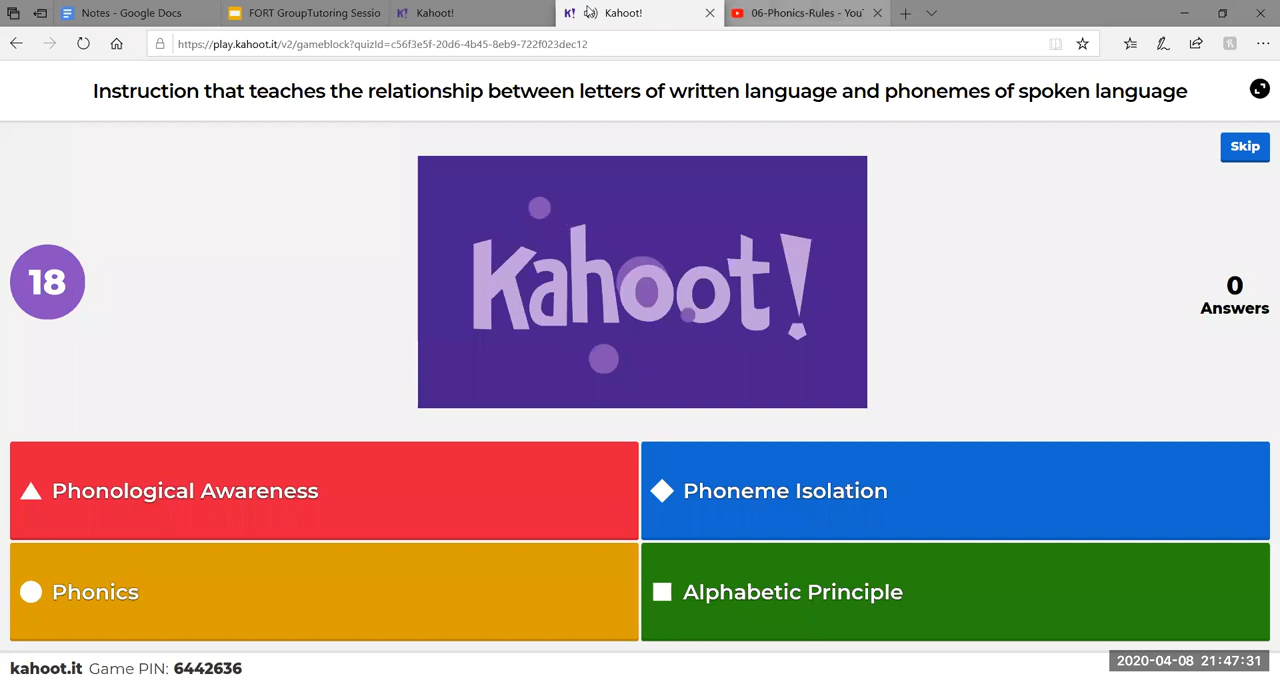 Notes - Google Docs
FORT GroupTutoring Sessio
K! Kahoot!
K! Kahoot!
06-Phonics-Rules - YouT
https://play.kahoot.it/v2/gameblock?quizId=c56f3e5f-20d6-4b45-8eb9-722f023dec12
Instruction that teaches the relationship between letters of written language and phonemes of spoken language
Skip
Kahoot!
18
0
Answers
Phonological Awareness
Phoneme Isolation
Phonics
Alphabetic Principle
kahoot.it Game PIN: 6442636
2020-04-08 21:47:31